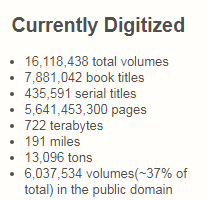 Currently Digitized
16,118,438 total volumes
7,881,042 book titles
435,591 serial titles
5,641,453,300 pages
722 terabytes
191 miles
13,096 tons
6,037,534 volumes(~37% of
total) in the public domain